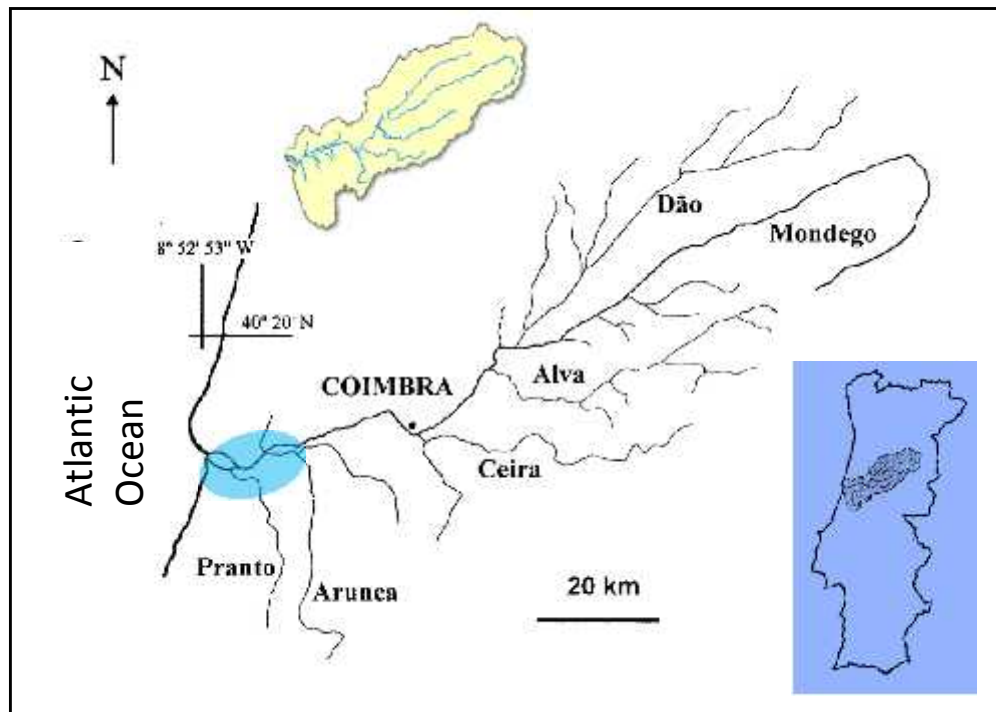 N
8° 52' 53" W
40° 20' N
Atlantic
Ocean
Dão
Mondego
COIMBRA
Alva
Ceira
Pranto
Arunca
20 km